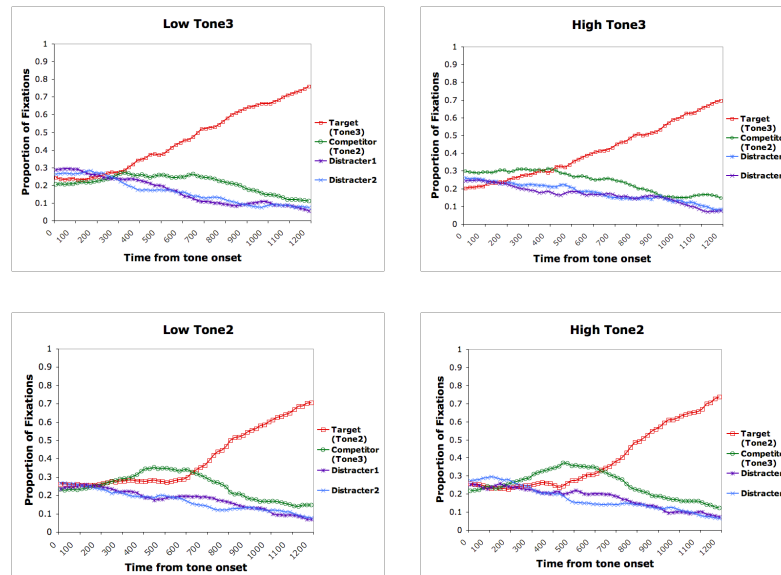 Low Tone3
Proportion of Fixations
1
0.9
0.8
0.7
0.6
0.5
0.4
0.3
0.2
0.1
0
0 100 200 300 400 500 600 700 800 900 1000 1100 1200
Time from tone onset
Target
(Tone3)
Competitor
(Tone2)
Distracter1
Distracter2
High Tone3
Proportion of Fixations
1
0.9
0.8
0.7
0.6
0.5
0.4
0.3
0.2
0.1
0
0 100 200 300 400 500 600 700 800 900 1000 1100 1200
Time from tone onset
Target
(Tone3)
Competitor
(Tone2)
Distracter
Distracter
Low Tone2
Proportion of Fixations
1
0.9
0.8
0.7
0.6
0.5
0.4
0.3
0.2
0.1
0
0 100 200 300 400 500 600 700 800 900 1000 1100 1200
Time from tone onset
Target
(Tone2)
Competitor
(Tone3)
Distracter1
Distracter2
High Tone2
Proportion of Fixations
1
0.9
0.8
0.7
0.6
0.5
0.4
0.3
0.2
0.1
0
0 100 200 300 400 500 600 700 800 900 1000 1100 1200
Time from tone onset
Target
(Tone2)
Competitor
(Tone3)
Distracter
Distracter